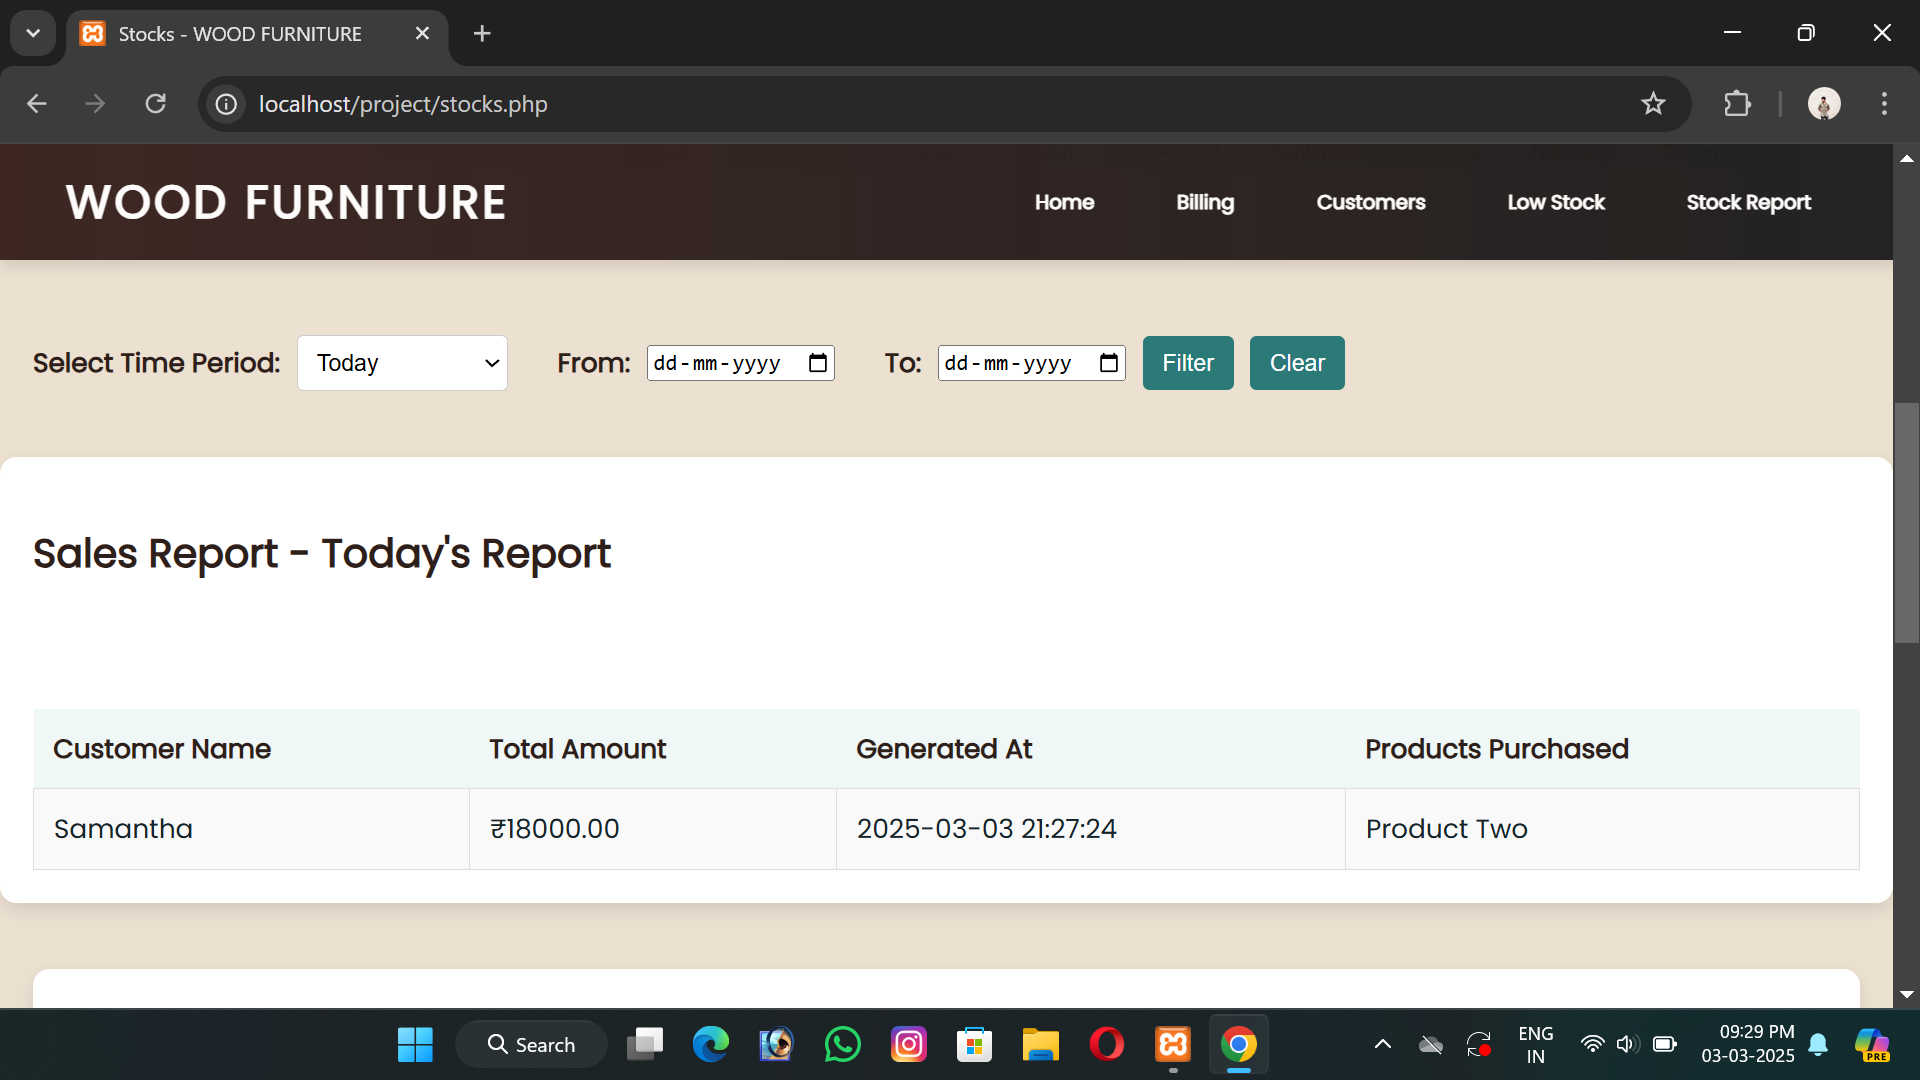 Stocks - WOOD FURNITURE
localhost/project/stocks.php
WOOD FURNITURE
Home
Billing
Customers
Low Stock
Stock Report
Select Time Period:
Today
From:
dd-mm-yyyy
To:
dd-mm-yyyy
Filter
Clear
Sales Report - Today's Report
Customer Name Total Amount Generated At Products Purchased
Samantha ₹18000.00 2025-03-03 21:27:24 Product Two
Search
ENG
IN
09:29 PM
03-03-2025
PRE